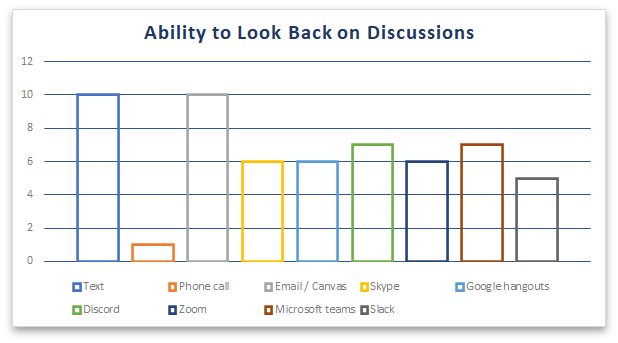 Ability to Look Back on Discussions
12
10
8
6
4
2
0
Text Phone call Email / Canvas Skype Google hangouts
Discord Zoom Microsoft teams Slack